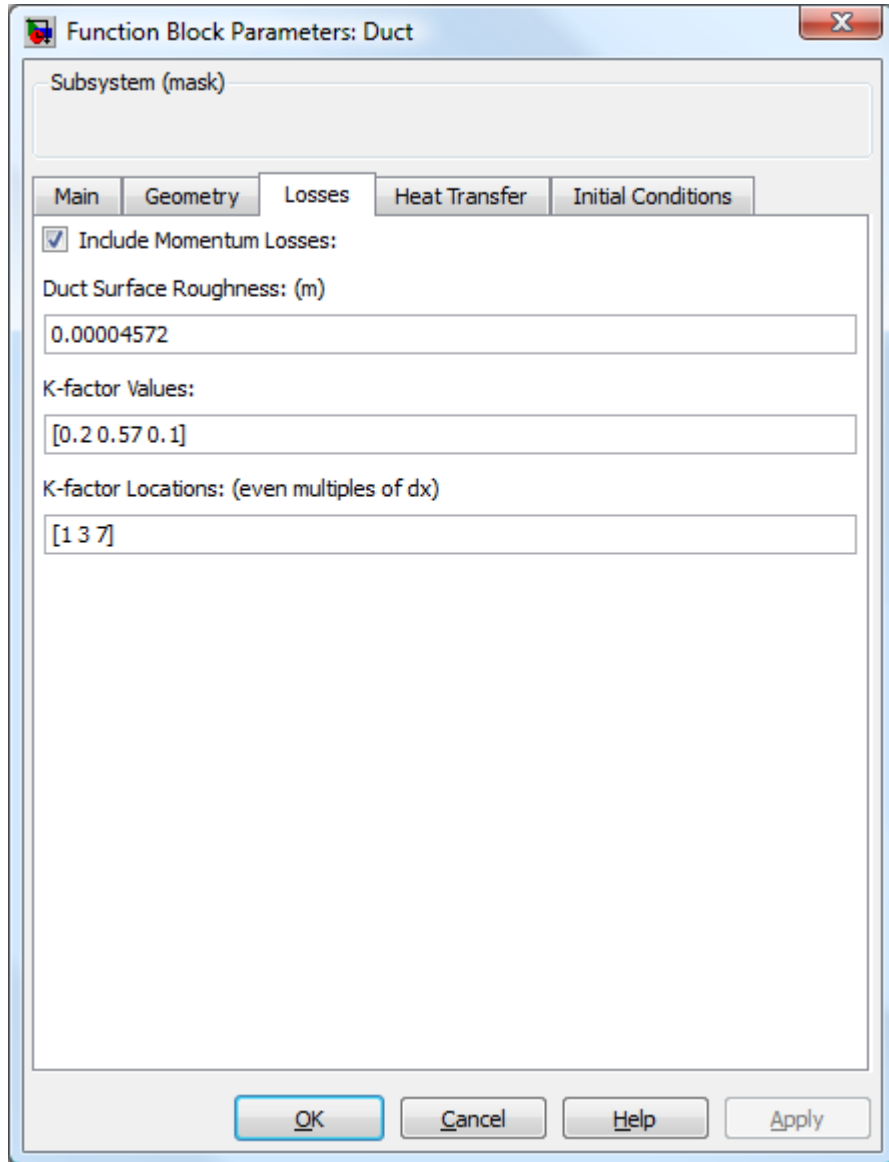 Function Block Parameters: Duct
Subsystem (mask)
Main Geometry Losses Heat Transfer Initial Conditions
Include Momentum Losses:
Duct Surface Roughness: (m)
0.00004572
K-factor Values:
[0.2 0.57 0.1]
K-factor Locations: (even multiples of dx)
[1 3 7]
OK Cancel Help Apply